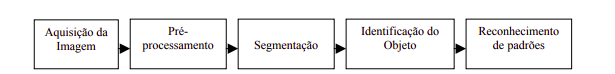 Aquisição da
Imagem
Pré-
processamento
Segmentação
Identificação do
Objeto
Reconhecimento
de padrões